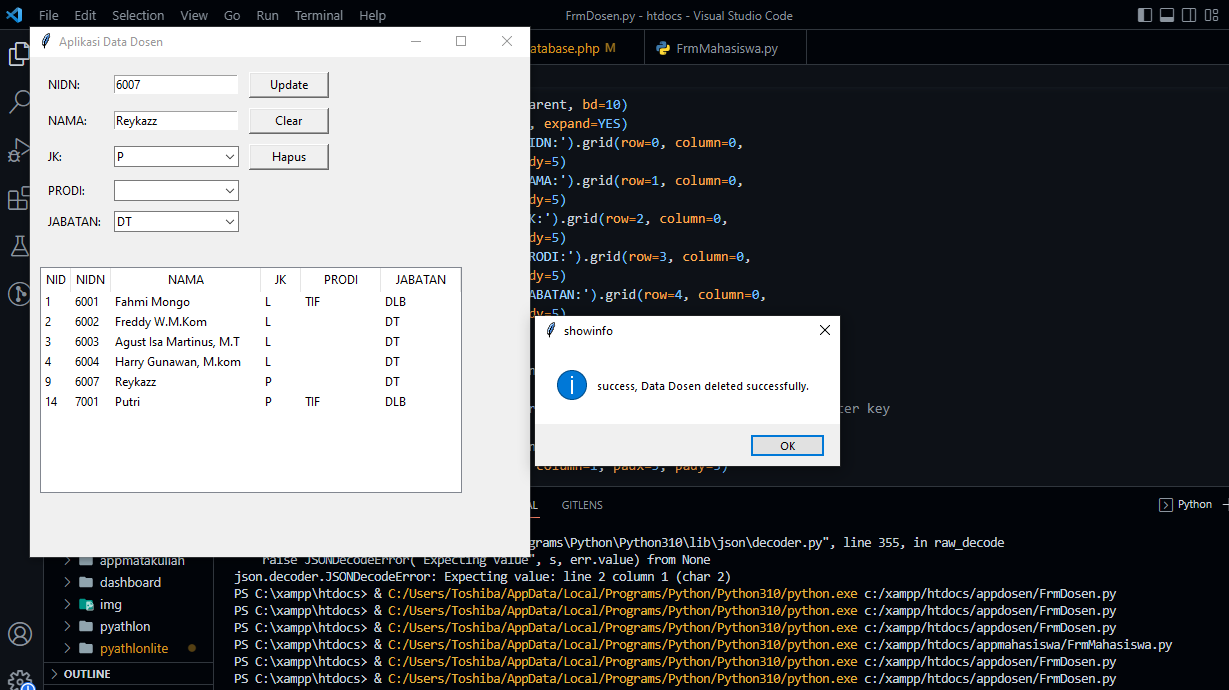 File Edit Selection View Go Run Terminal Help FrmDosen.py - htdocs - Visual Studio Code
Aplikasi Data Dosen
atabase.php M FrmMahasiswa.py
NIDN: 6007 Update
NAMA: Reykazz Clear
JK: P Hapus
PRODI:
JABATAN: DT
arent, bd=10)
, expand=YES)
IDN:').grid(row=0, column=0,
dy=5)
AMA:').grid(row=1, column=0,
dy=5)
K:').grid(row=2, column=0,
dy=5)
RODI:').grid(row=3, column=0,
dy=5)
ABATAN:').grid(row=4, column=0,
dy=5)
NID NIDN NAMA JK PRODI JABATAN
1 6001 Fahmi Mongo L TIF DLB
2 6002 Freddy W.M.Kom L DT
3 6003 Agust Isa Martinus, M.T L DT
4 6004 Harry Gunawan, M.kom L DT
9 6007 Reykazz P DT
14 7001 Putri P TIF DLB
showinfo
success, Data Dosen deleted successfully.
OK
ter key
column=1, padx=5, pady=5)
AL GITLENS Python
grams\Python\Python310\lib\json\decoder.py", line 355, in raw_decode
raise JSONDecodeError("Expecting value", s, err.value) from None
json.decoder.JSONDecodeError: Expecting value: line 2 column 1 (char 2)
PS C:\xampp\htdocs> & C:/Users/Toshiba/AppData/Local/Programs/Python/Python310/python.exe c:/xampp/htdocs/appdosen/FrmDosen.py
PS C:\xampp\htdocs> & C:/Users/Toshiba/AppData/Local/Programs/Python/Python310/python.exe c:/xampp/htdocs/appdosen/FrmDosen.py
PS C:\xampp\htdocs> & C:/Users/Toshiba/AppData/Local/Programs/Python/Python310/python.exe c:/xampp/htdocs/appdosen/FrmDosen.py
PS C:\xampp\htdocs> & C:/Users/Toshiba/AppData/Local/Programs/Python/Python310/python.exe c:/xampp/htdocs/appmahasiswa/FrmMahasiswa.py
PS C:\xampp\htdocs> & C:/Users/Toshiba/AppData/Local/Programs/Python/Python310/python.exe c:/xampp/htdocs/appdosen/FrmDosen.py
PS C:\xampp\htdocs> & C:/Users/Toshiba/AppData/Local/Programs/Python/Python310/python.exe c:/xampp/htdocs/appdosen/FrmDosen.py
appmatakuliah
dashboard
img
pyathlon
pyathlonlite
OUTLINE